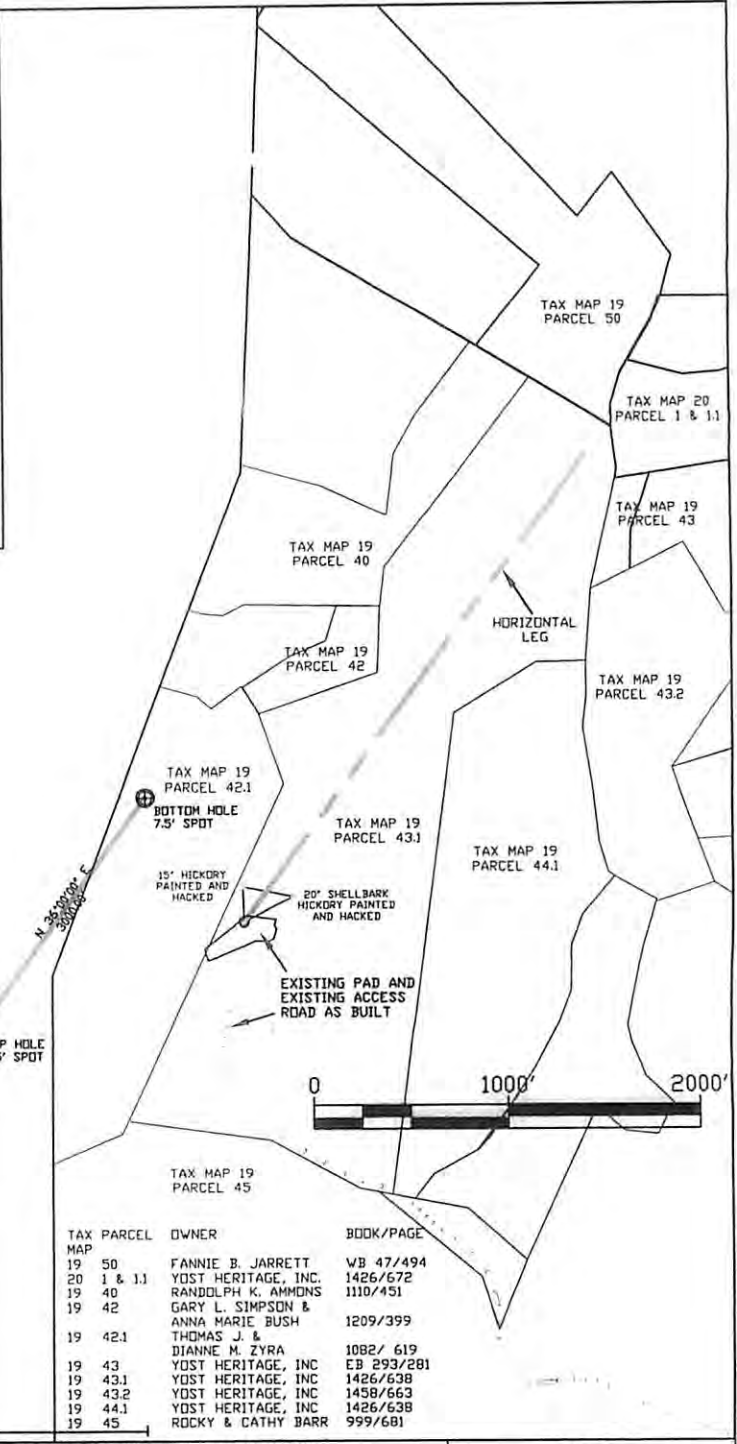 TAX MAP 19
PARCEL 50
TAX MAP 20
PARCEL 1 & 1.1
TAX MAP 19
PARCEL 43
TAX MAP 19
PARCEL 40
HORIZONTAL
LEG
TAX MAP 19
PARCEL 42
TAX MAP 19
PARCEL 43.2
TAX MAP 19
PARCEL 42.1
BOTTOM HOLE
7.5' SPOT
TAX MAP 19
PARCEL 43.1
TAX MAP 19
PARCEL 44.1
15" HICKORY
PAINTED AND
HACKED
20" SHELLBARK
HICKORY PAINTED
AND HACKED
N 36°00'00" E
3000.00'
EXISTING PAD AND
EXISTING ACCESS
ROAD AS BUILT
P HOLE
' SPOT
0 1000' 2000'
TAX MAP 19
PARCEL 45
TAX PARCEL OWNER BOOK/PAGE
MAP
19 50 FANNIE B. JARRETT WB 47/494
20 1 & 1.1 YOST HERITAGE, INC. 1426/672
19 40 RANDOLPH K. AMMONS 1110/451
19 42 GARY L. SIMPSON &
ANNA MARIE BUSH 1209/399
19 42.1 THOMAS J. &
DIANNE M. ZYRA 1082/ 619
19 43 YOST HERITAGE, INC EB 293/281
19 43.1 YOST HERITAGE, INC 1426/638
19 43.2 YOST HERITAGE, INC 1458/663
19 44.1 YOST HERITAGE, INC 1426/638
19 45 ROCKY & CATHY BARR 999/681